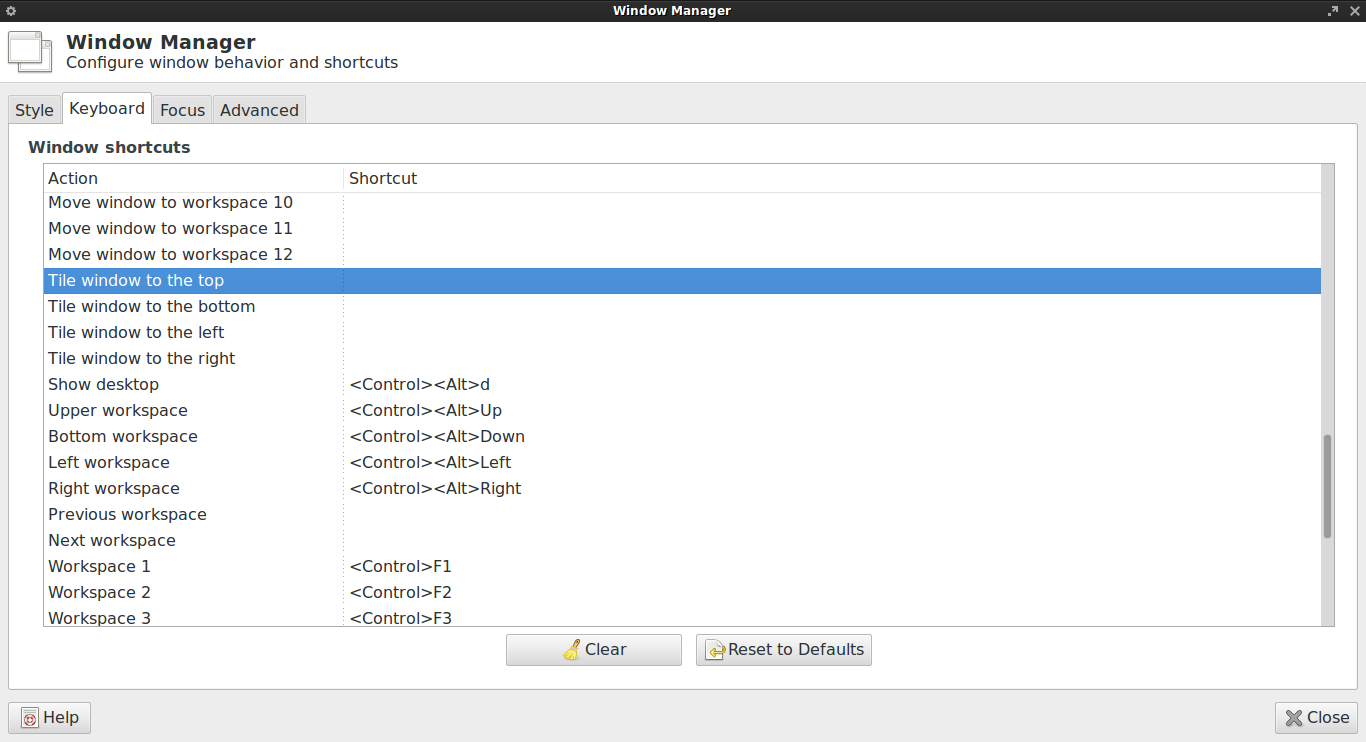 Window Manager
Window Manager
Configure window behavior and shortcuts
Style Keyboard Focus Advanced
Window shortcuts
Action Shortcut
Move window to workspace 10
Move window to workspace 11
Move window to workspace 12
Tile window to the top
Tile window to the bottom
Tile window to the left
Tile window to the right
Show desktop <Control><Alt>d
Upper workspace <Control><Alt>Up
Bottom workspace <Control><Alt>Down
Left workspace <Control><Alt>Left
Right workspace <Control><Alt>Right
Previous workspace
Next workspace
Workspace 1 <Control>F1
Workspace 2 <Control>F2
Workspace 3 <Control>F3
Clear Reset to Defaults
Help Close